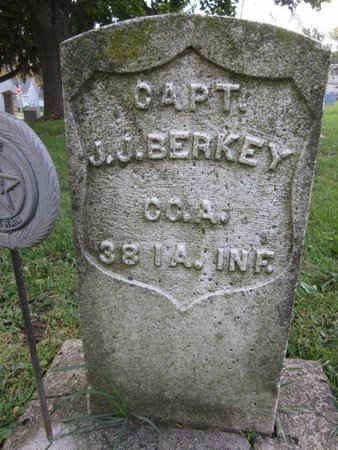 CAPT.
J.J.BERKEY
CO.A.
38 IA. INF.